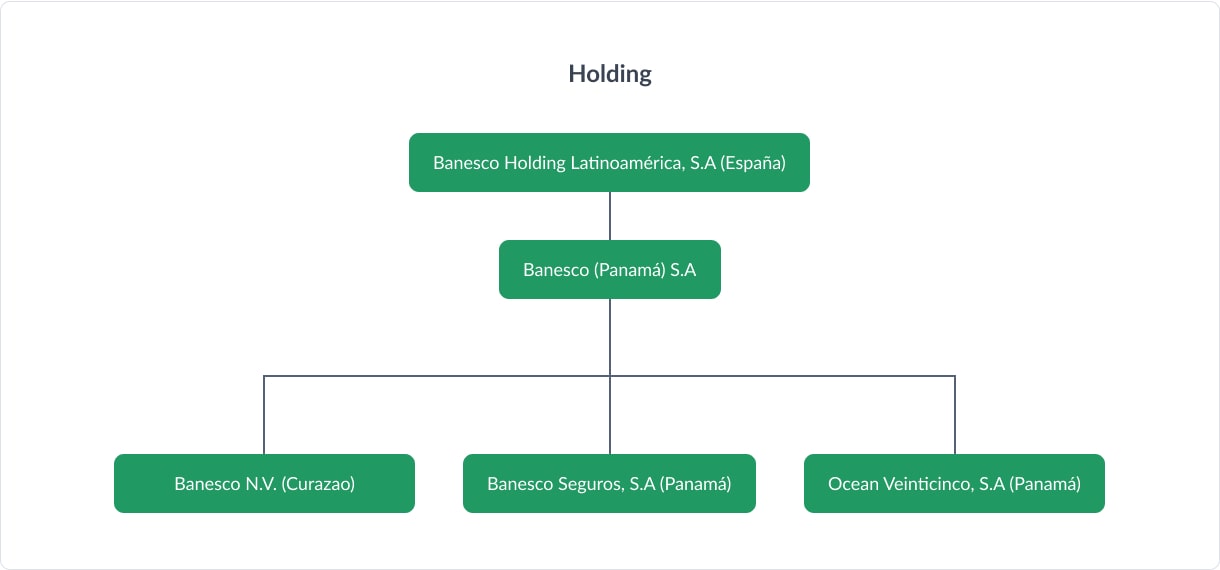 Holding
Banesco Holding Latinoamérica, S.A (España)
Banesco (Panamá) S.A
Banesco N.V. (Curazao)
Banesco Seguros, S.A (Panamá)
Ocean Veinticinco, S.A (Panamá)